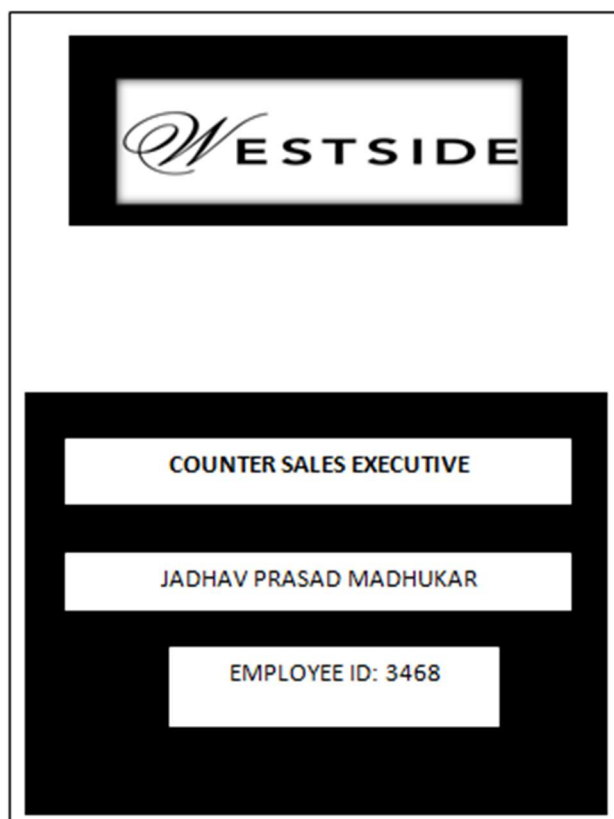 WESTSIDE
COUNTER SALES EXECUTIVE
JADHAV PRASAD MADHUKAR
EMPLOYEE ID: 3468